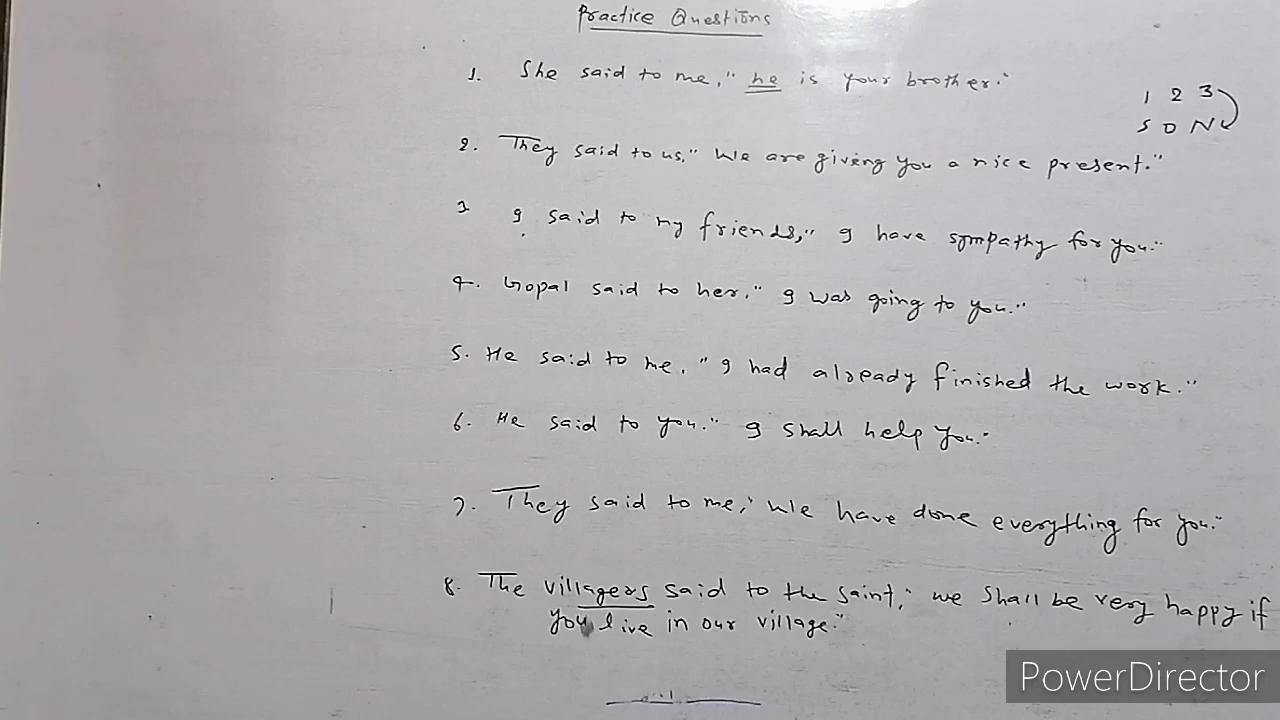 Practice Questions
1. She said to me," he is your brother."
1 2 3
S O N
2. They said to us," We are giving you a nice present."
3 I said to my friends," I have sympathy for you."
4. Gopal said to her," I was going to you."
5. He said to me, " I had already finished the work."
6. He said to you." I shall help you."
7. They said to me," We have done everything for you."
8. The villagers said to the saint," we shall be very happy if
you live in our village."
PowerDirector